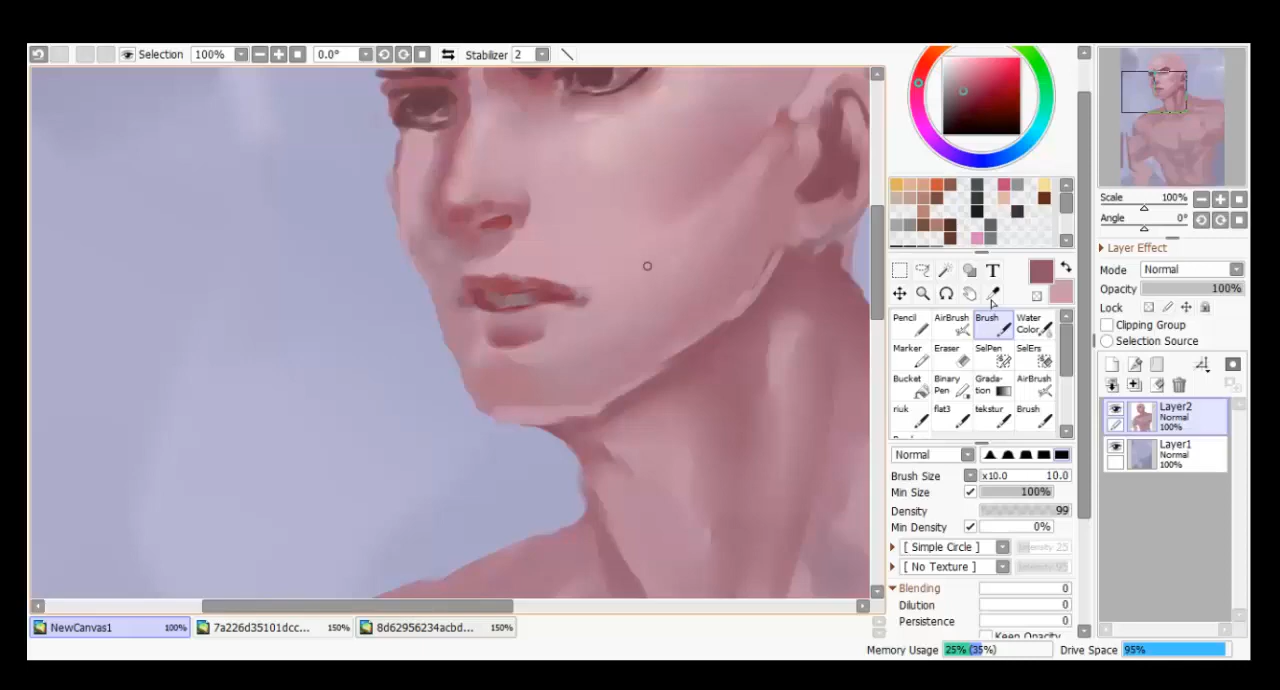 Selection 100% 0.0° Stabilizer 2
Scale 100%
Angle 0°
Layer Effect
Mode Normal
Opacity 100%
Lock
Clipping Group
Selection Source
T
Pencil AirBrush Brush Water Color
Marker Eraser SelPen SelErs
Bucket Binary Pen Grada-tion AirBrush
riuk flat3 tekstur Brush
Normal
Brush Size x10.0 10.0
Min Size 100%
Density 99
Min Density 0%
[ Simple Circle ] Intensity 25
[ No Texture ] Intensity 95
Blending 0
Dilution 0
Persistence 0
Keep Opacity
Layer2
Normal
100%
Layer1
Normal
100%
NewCanvas1 100% 7a226d35101dcc... 150% 8d62956234acbd... 150%
Memory Usage 25% (35%) Drive Space 95%